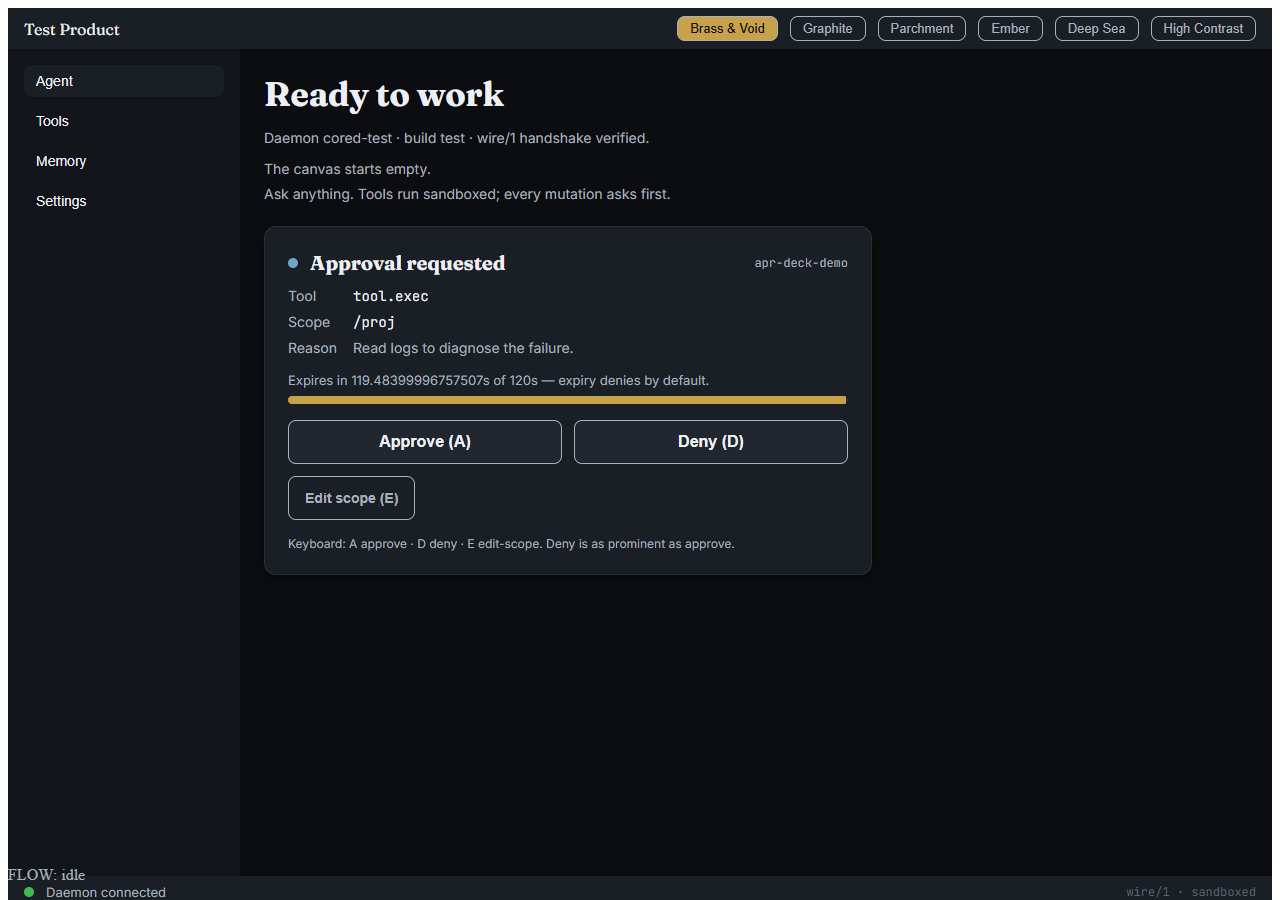 Test Product
Brass & Void
Graphite
Parchment
Ember
Deep Sea
High Contrast
Agent
Tools
Memory
Settings
Ready to work
Daemon cored-test · build test · wire/1 handshake verified.
The canvas starts empty.
Ask anything. Tools run sandboxed; every mutation asks first.
Approval requested
apr-deck-demo
Tool tool.exec
Scope /proj
Reason Read logs to diagnose the failure.
Expires in 119.48399996757507s of 120s — expiry denies by default.
Approve (A)
Deny (D)
Edit scope (E)
Keyboard: A approve · D deny · E edit-scope. Deny is as prominent as approve.
FLOW: idle
Daemon connected
wire/1 · sandboxed